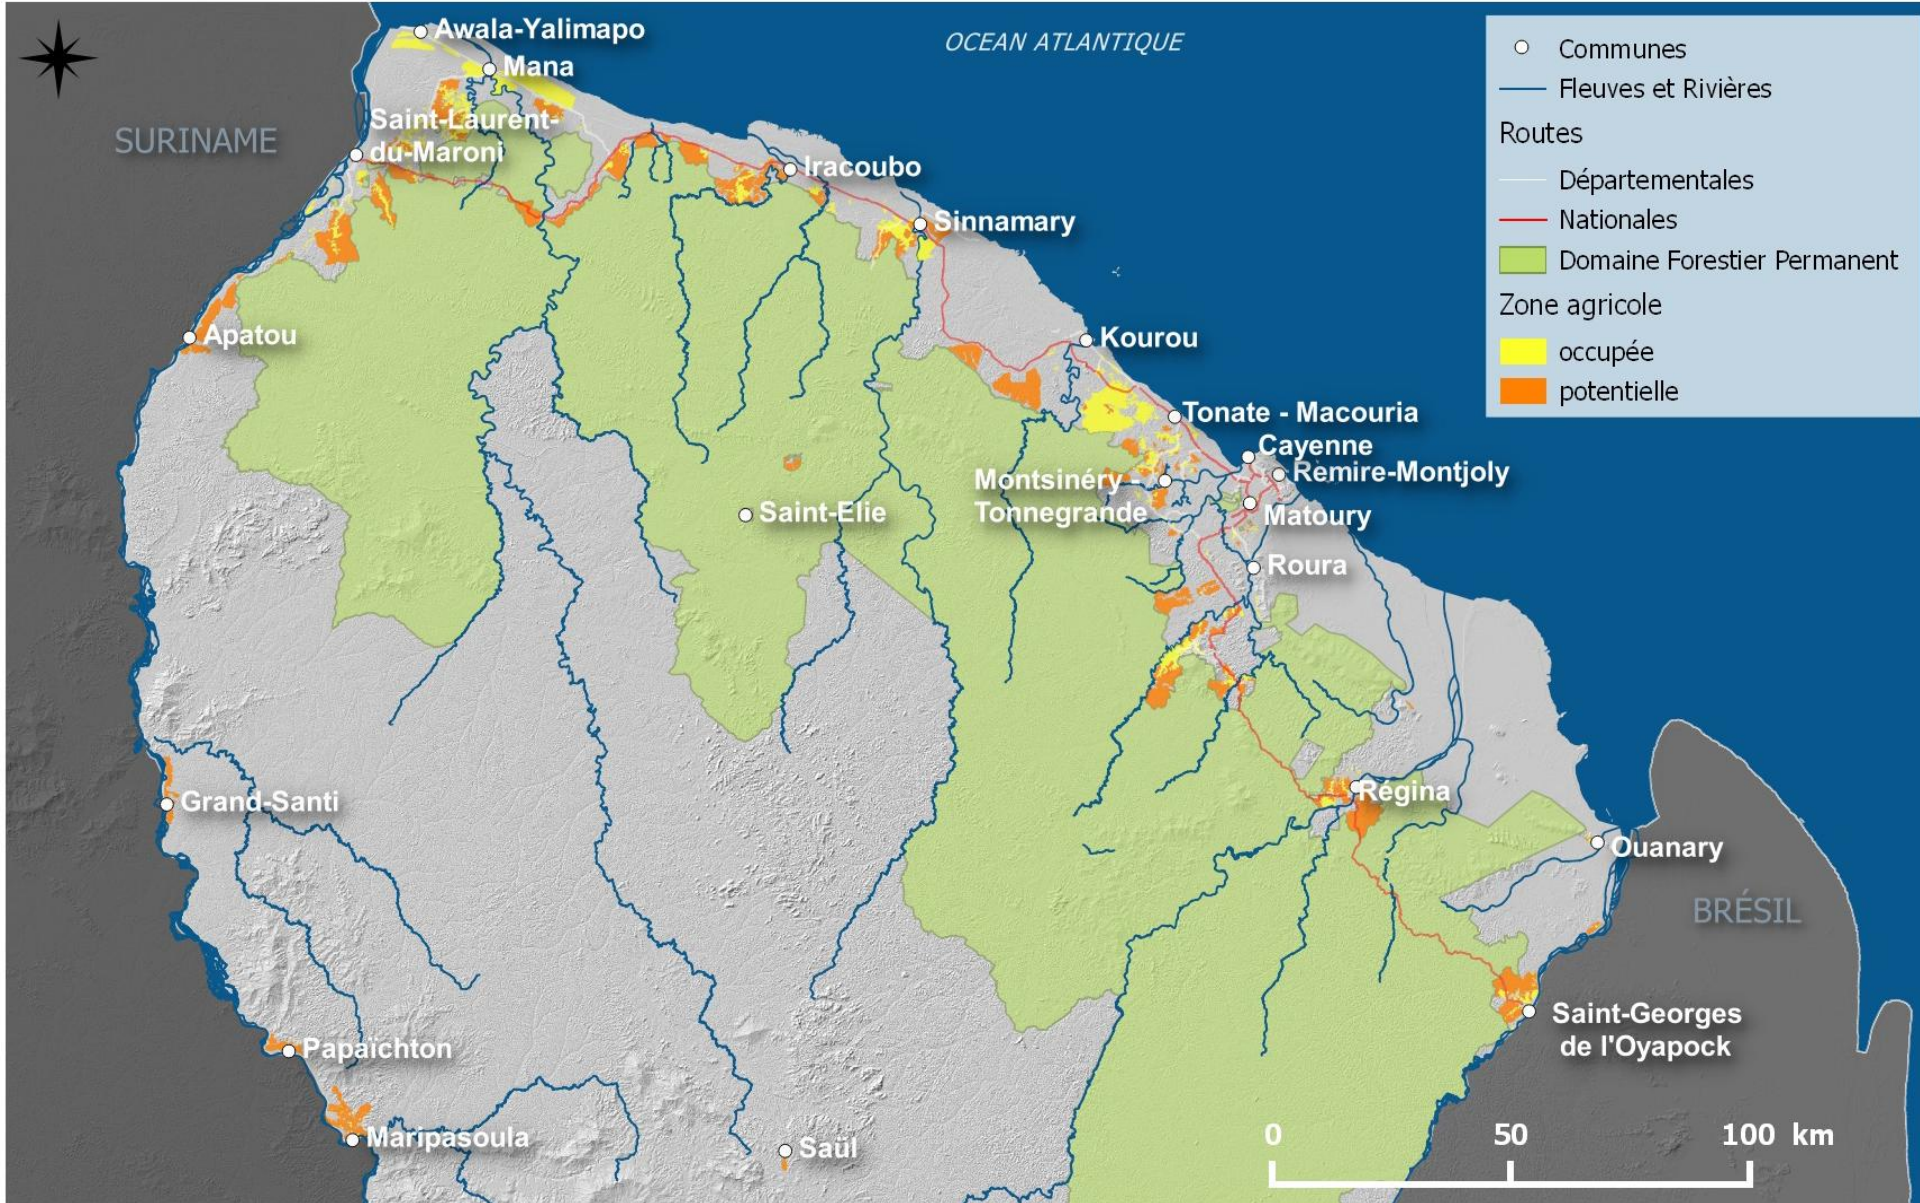 Awala-Yalimapo
OCEAN ATLANTIQUE
Mana
SURINAME
Saint-Laurent-
du-Maroni
Iracoubo
Sinnamary
Apatou
Kourou
Tonate - Macouria
Cayenne
Rèmire-Montjoly
Montsinéry -
Tonnegrande
Saint-Elie
Matoury
Roura
Grand-Santi
Régina
Ouanary
BRÉSIL
Saint-Georges
de l'Oyapock
Papaïchton
Maripasoula
Saül
0 50 100 km
Communes
Fleuves et Rivières
Routes
Départementales
Nationales
Domaine Forestier Permanent
Zone agricole
occupée
potentielle